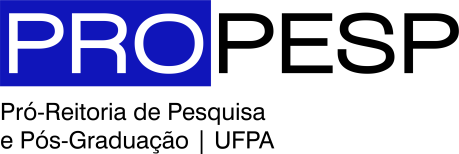 PROPESP
Pró-Reitoria de Pesquisa
e Pós-Graduação | UFPA